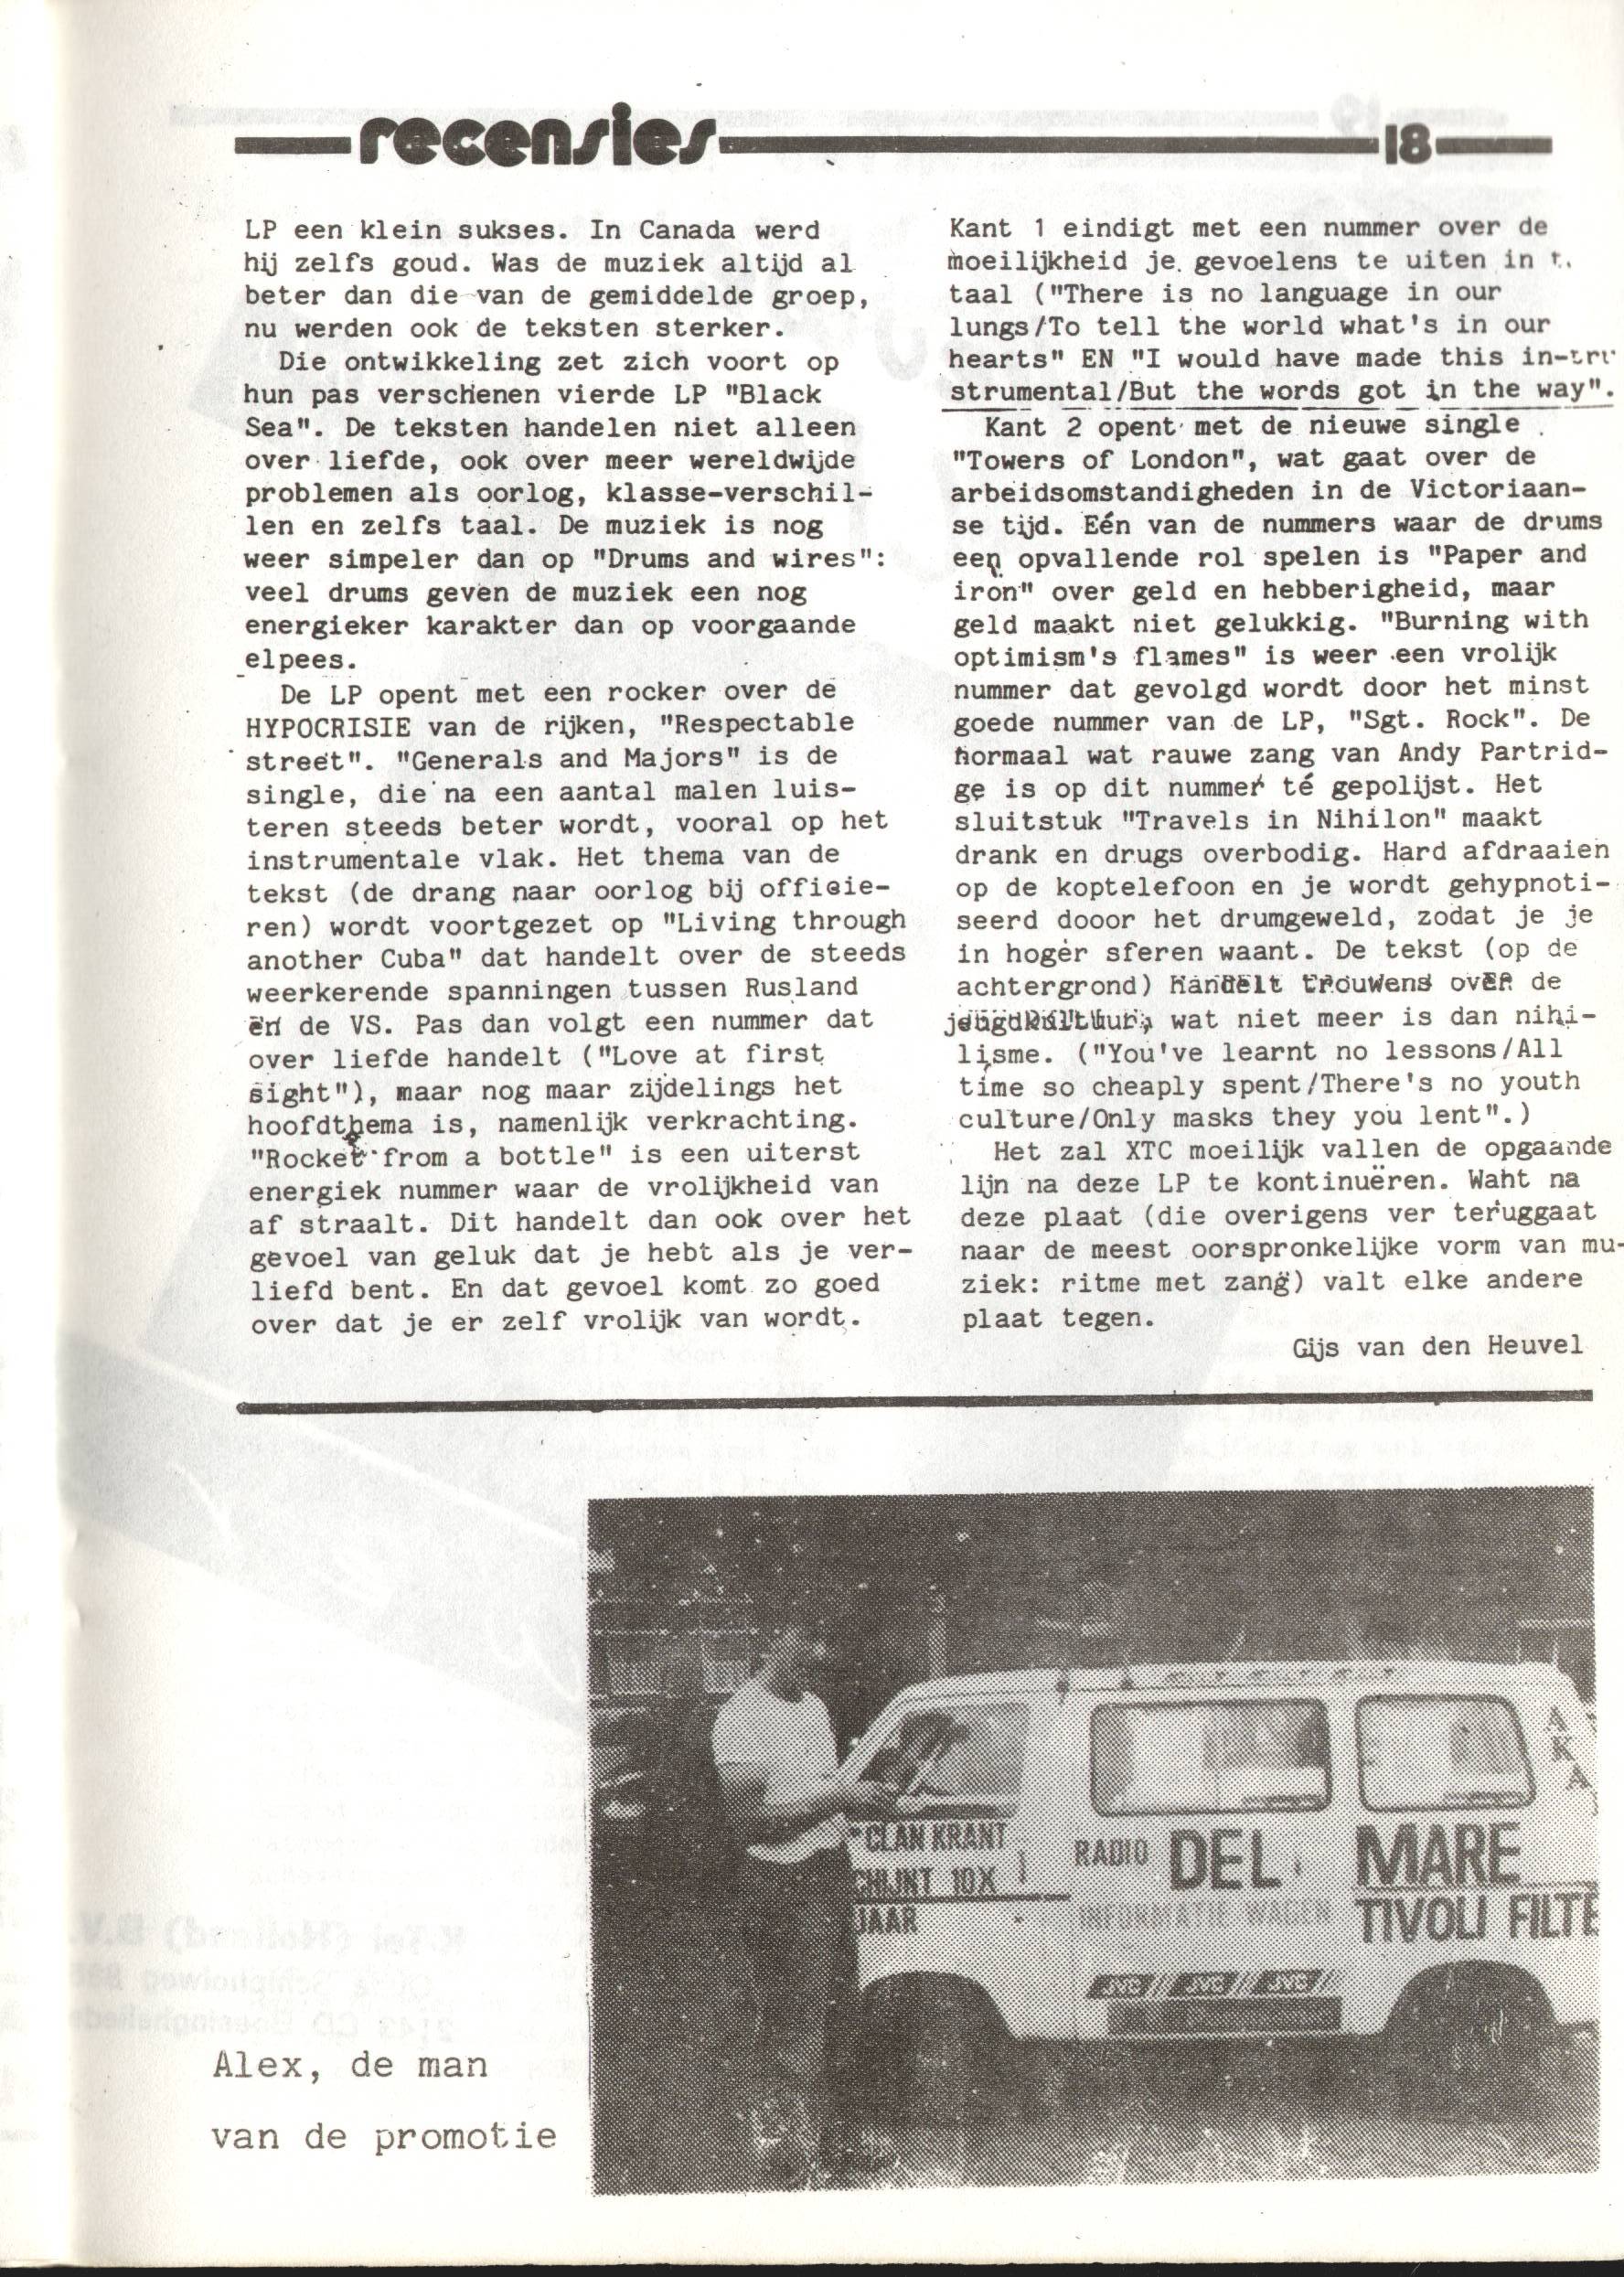 recensies 18
LP een klein sukses. In Canada werd
hij zelfs goud. Was de muziek altijd al
beter dan die van de gemiddelde groep,
nu werden ook de teksten sterker.
Die ontwikkeling zet zich voort op
hun pas verschenen vierde LP "Black
Sea". De teksten handelen niet alleen
over liefde, ook over meer wereldwijde
problemen als oorlog, klasse-verschil-
len en zelfs taal. De muziek is nog
weer simpeler dan op "Drums and wires":
veel drums geven de muziek een nog
energieker karakter dan op voorgaande
elpees.
De LP opent met een rocker over de
HYPOCRISIE van de rijken, "Respectable
street". "Generals and Majors" is de
single, die na een aantal malen luis-
teren steeds beter wordt, vooral op het
instrumentale vlak. Het thema van de
tekst (de drang naar oorlog bij officie-
ren) wordt voortgezet op "Living through
another Cuba" dat handelt over de steeds
weerkerende spanningen tussen Rusland
en de VS. Pas dan volgt een nummer dat
over liefde handelt ("Love at first
sight"), maar nog maar zijdelings het
hoofdthema is, namenlijk verkrachting.
"Rocket from a bottle" is een uiterst
energiek nummer waar de vrolijkheid van
af straalt. Dit handelt dan ook over het
gevoel van geluk dat je hebt als je ver-
liefd bent. En dat gevoel komt zo goed
over dat je er zelf vrolijk van wordt.
Kant 1 eindigt met een nummer over de
moeilijkheid je gevoelens te uiten in
taal ("There is no language in our
lungs/To tell the world what's in our
hearts" EN "I would have made this in-
strumental/But the words got in the way".
Kant 2 opent met de nieuwe single
"Towers of London", wat gaat over de
arbeidsomstandigheden in de Victoriaan-
se tijd. Eén van de nummers waar de drums
een opvallende rol spelen is "Paper and
iron" over geld en hebberigheid, maar
geld maakt niet gelukkig. "Burning with
optimism's flames" is weer een vrolijk
nummer dat gevolgd wordt door het minst
goede nummer van de LP, "Sgt. Rock". De
normaal wat rauwe zang van Andy Partrid-
ge is op dit nummer té gepolijst. Het
sluitstuk "Travels in Nihilon" maakt
drank en drugs overbodig. Hard afdraaien
op de koptelefoon en je wordt gehypnoti-
seerd dooor het drumgeweld, zodat je je
in hoger sferen waant. De tekst (op de
achtergrond) handelt trouwens over de
jeugdkultuur, wat niet meer is dan nihi-
lisme. ("You've learnt no lessons/All
time so cheaply spent/There's no youth
culture/Only masks they you lent".)
Het zal XTC moeilijk vallen de opgaande
lijn na deze LP te kontinuëren. Waht na
deze plaat (die overigens ver teruggaat
naar de meest oorspronkelijke vorm van mu-
ziek: ritme met zang) valt elke andere
plaat tegen.
Gijs van den Heuvel
CLAN KRANT
CHIJNT 10X
JAAR
RADIO DEL MARE
INFORMATIE WAGEN
TIVOLI FILTE
JVC JVC JVC
AKA
Alex, de man
van de promotie